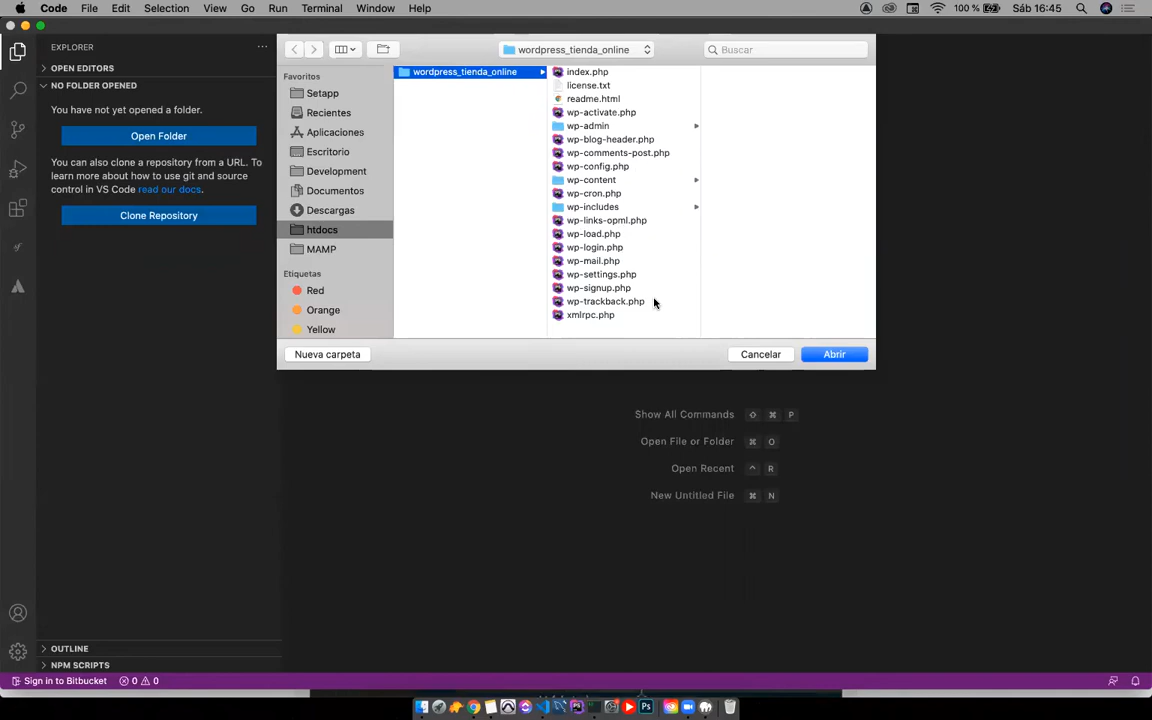 Code File Edit Selection View Go Run Terminal Window Help 100 % Sáb 16:45
EXPLORER
OPEN EDITORS
NO FOLDER OPENED
You have not yet opened a folder.
Open Folder
You can also clone a repository from a URL. To
learn more about how to use git and source
control in VS Code read our docs.
Clone Repository
wordpress_tienda_online
Buscar
Favoritos
Setapp
Recientes
Aplicaciones
Escritorio
Development
Documentos
Descargas
htdocs
MAMP
Etiquetas
Red
Orange
Yellow
wordpress_tienda_online
index.php
license.txt
readme.html
wp-activate.php
wp-admin
wp-blog-header.php
wp-comments-post.php
wp-config.php
wp-content
wp-cron.php
wp-includes
wp-links-opml.php
wp-load.php
wp-login.php
wp-mail.php
wp-settings.php
wp-signup.php
wp-trackback.php
xmlrpc.php
Nueva carpeta
Cancelar
Abrir
Show All Commands ⇧ ⌘ P
Open File or Folder ⌘ O
Open Recent ^ R
New Untitled File ⌘ N
OUTLINE
NPM SCRIPTS
Sign in to Bitbucket 0 0
Ps